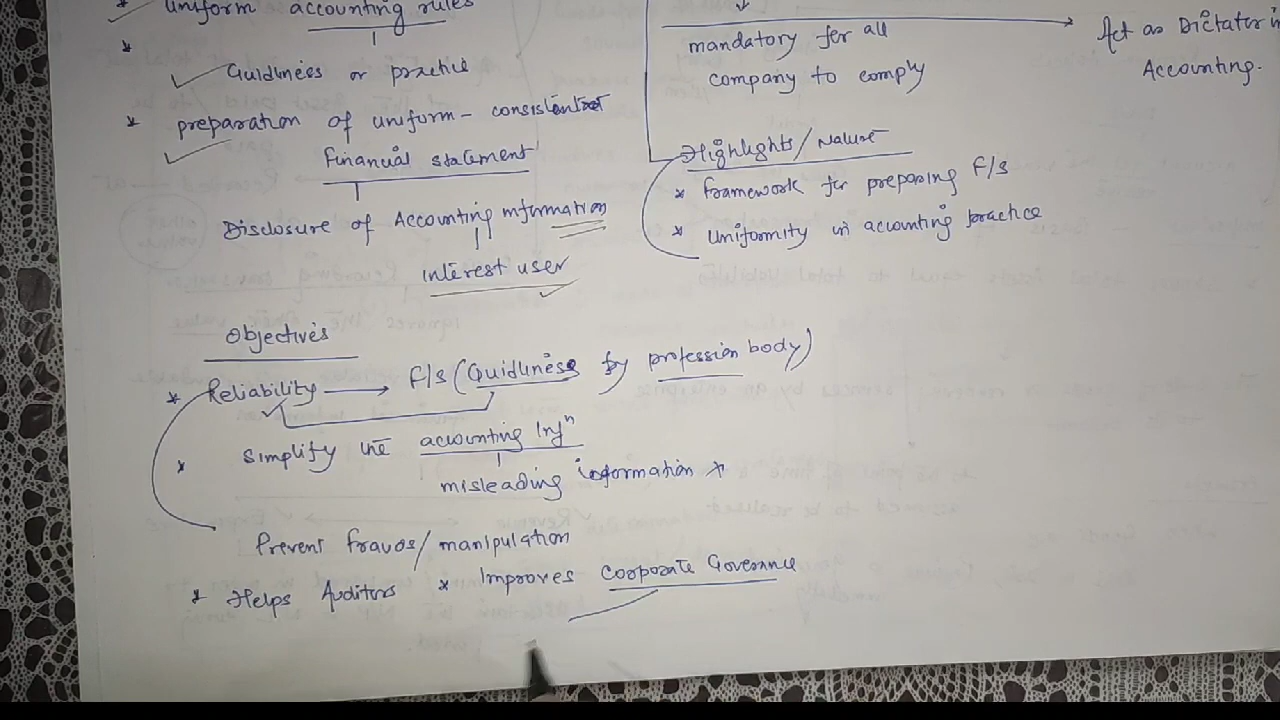 * uniform accounting rules
*
Guidliness or practice
* preparation of uniform - consistent
Financial statement
Disclosure of Accounting information
interest user
Objectives
* Reliability → F/s (Guidliness by profession body)
* Simplify the accounting Infⁿ
misleading information ×
Prevent frauds/manipulation
* Helps Auditors * Improves Corporate Governance
mandatory for all
company to comply
Act as Dictator in
Accounting.
Highlights/Nature
* framework for preparing F/s
* uniformity in accounting practice